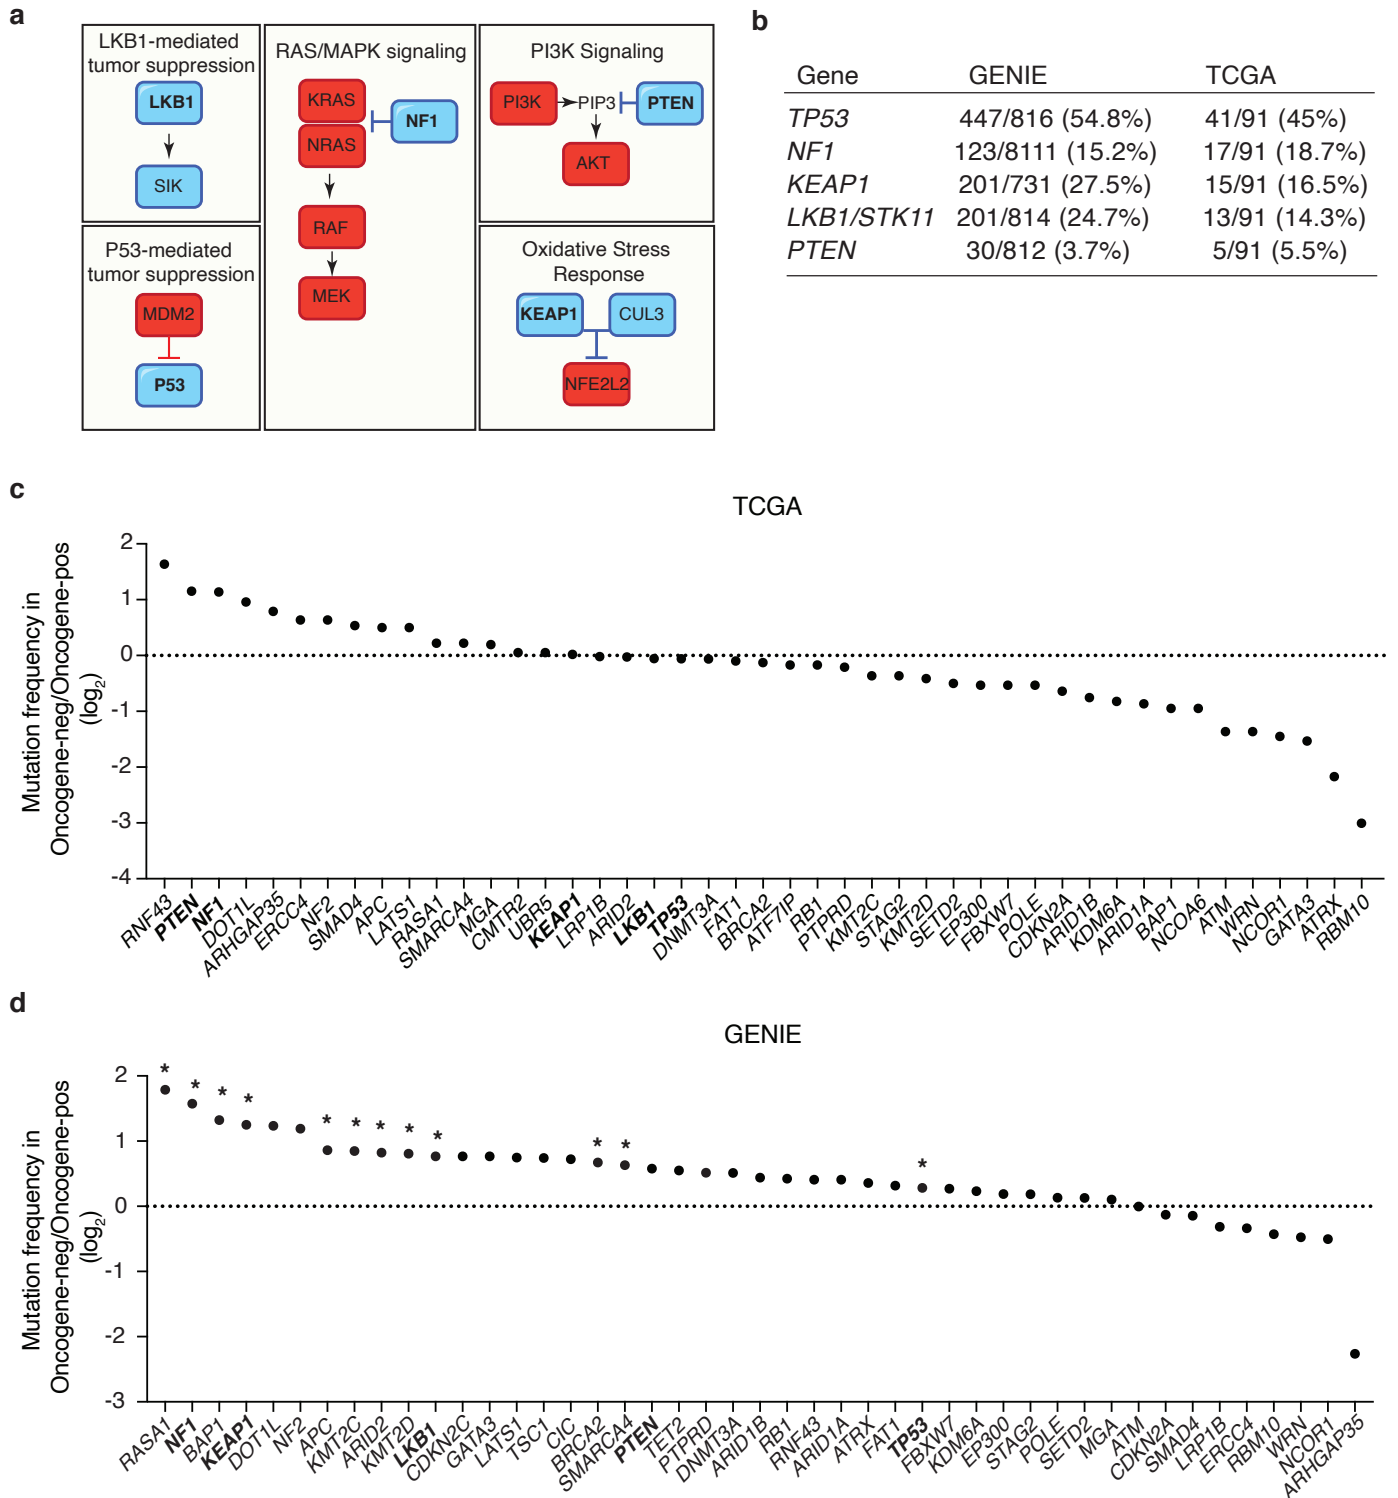 a
LKB1-mediated
tumor suppression
LKB1
SIK
P53-mediated
tumor suppression
MDM2
P53
RAS/MAPK signaling
KRAS
NRAS
NF1
RAF
MEK
PI3K Signaling
PI3K
PIP3
PTEN
AKT
Oxidative Stress
Response
KEAP1
CUL3
NFE2L2
b
Gene GENIE TCGA
TP53 447/816 (54.8%) 41/91 (45%)
NF1 123/8111 (15.2%) 17/91 (18.7%)
KEAP1 201/731 (27.5%) 15/91 (16.5%)
LKB1/STK11 201/814 (24.7%) 13/91 (14.3%)
PTEN 30/812 (3.7%) 5/91 (5.5%)
c
TCGA
Mutation frequency in
Oncogene-neg/Oncogene-pos
(log2)
2
1
0
-1
-2
-3
-4
RNF43
PTEN
NF1
DOT1L
ARHGAP35
ERCC4
NF2
SMAD4
APC
LATS1
RASA1
SMARCA4
MGA
CMTR2
UBR5
KEAP1
LRP1B
ARID2
LKB1
TP53
DNMT3A
FAT1
BRCA2
ATF7IP
RB1
PTPRD
KMT2C
STAG2
KMT2D
SETD2
EP300
FBXW7
POLE
CDKN2A
ARID1B
KDM6A
ARID1A
BAP1
NCOA6
ATM
WRN
NCOR1
GATA3
ATRX
RBM10
d
GENIE
Mutation frequency in
Oncogene-neg/Oncogene-pos
(log2)
2
1
0
-1
-2
-3
* * * * * * * * * * * *
RASA1
NF1
BAP1
KEAP1
DOT1L
NF2
APC
KMT2C
ARID2
KMT2D
LKB1
CDKN2C
GATA3
LATS1
TSC1
CIC
BRCA2
SMARCA4
PTEN
TET2
PTPRD
DNMT3A
ARID1B
RB1
RNF43
ARID1A
ATRX
FAT1
TP53
FBXW7
KDM6A
EP300
STAG2
POLE
SETD2
MGA
ATM
CDKN2A
SMAD4
LRP1B
ERCC4
RBM10
WRN
NCOR1
ARHGAP35